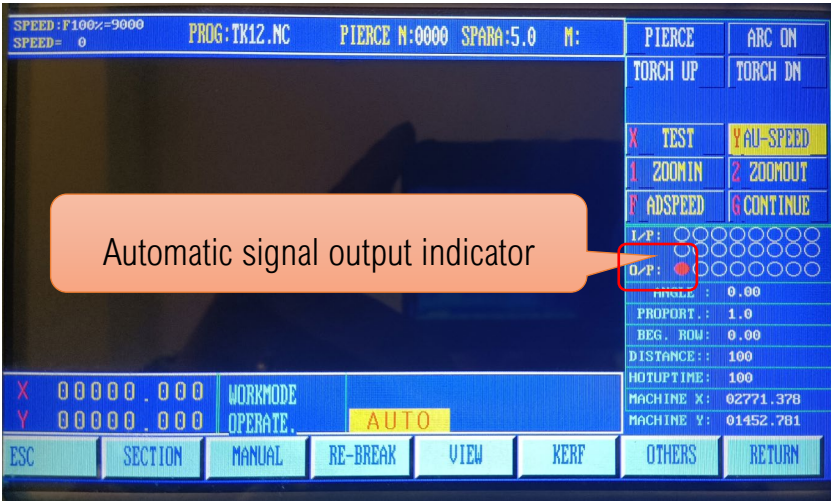 SPEED:F100%=9000
SPEED= 0
PROG:TK12.NC
PIERCE N:0000
SPARA:5.0
M:
PIERCE
ARC ON
TORCH UP
TORCH DN
X TEST
Y AU-SPEED
1 ZOOMIN
2 ZOOMOUT
F ADSPEED
G CONTINUE
Automatic signal output indicator
I/P:
O/P:
ANGLE : 0.00
PROPORT.: 1.0
BEG. ROW: 0.00
DISTANCE:: 100
HOTUPTIME: 100
MACHINE X: 02771.378
MACHINE Y: 01452.781
X 00000.000
Y 00000.000
WORKMODE
OPERATE.
AUTO
ESC
SECTION
MANUAL
RE-BREAK
VIEW
KERF
OTHERS
RETURN